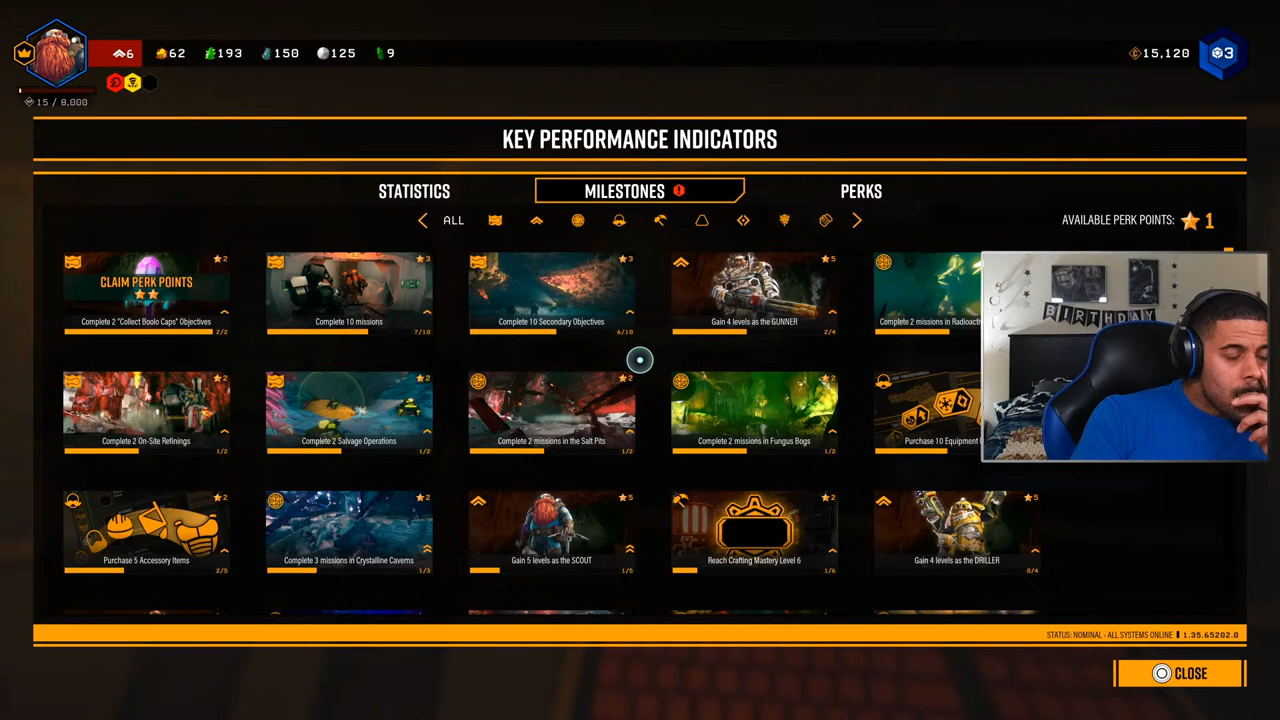 6 62 193 150 125 9 15,120 3
15 / 8,000
KEY PERFORMANCE INDICATORS
STATISTICS MILESTONES ! PERKS
ALL AVAILABLE PERK POINTS: 1
2 3 3 5
CLAIM PERK POINTS
Complete 2 "Collect Boolo Caps" Objectives Complete 10 missions Complete 10 Secondary Objectives Gain 4 levels as the GUNNER Complete 2 missions in
2/2 7/10 6/10 2/4
BIRTHDAY
2 2 2 2
Complete 2 On-Site Refinings Complete 2 Salvage Operations Complete 2 missions in the Salt Pits Complete 2 missions in Fungus Bogs Purchase 10 Equipment
1/2 1/2 1/2 1/2
2 2 5 2 5
Purchase 5 Accessory Items Complete 3 missions in Crystalline Caverns Gain 5 levels as the SCOUT Reach Crafting Mastery Level 6 Gain 4 levels as the DRILLER
2/5 1/3 1/5 1/6 0/4
STATUS: NOMINAL - ALL SYSTEMS ONLINE 1.35.65202.0
CLOSE